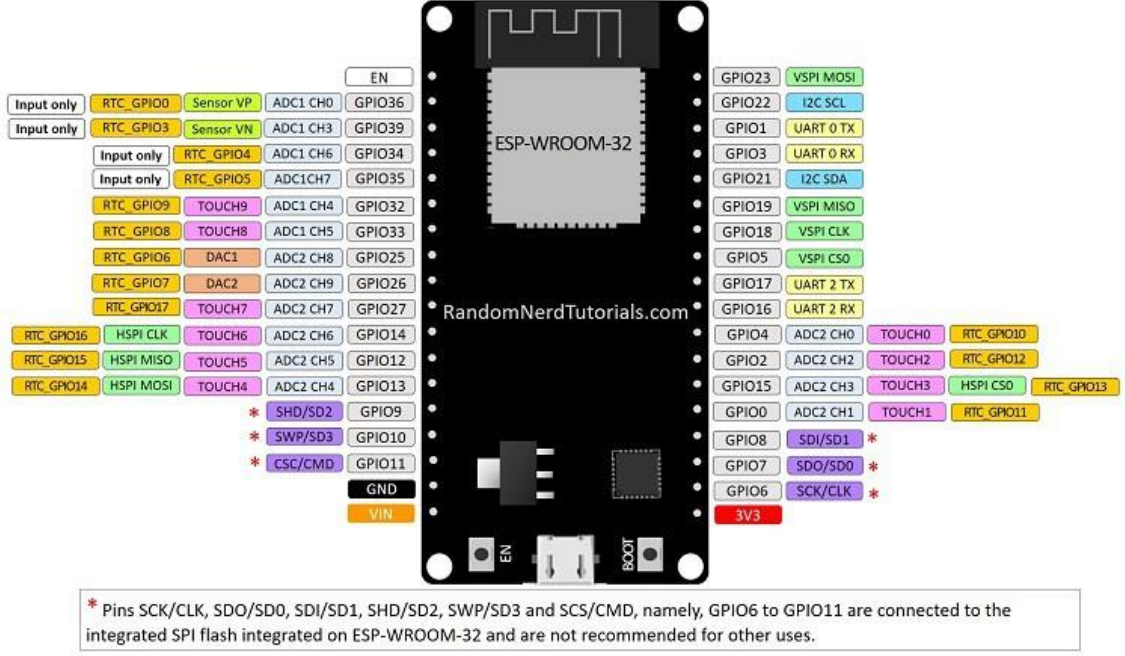 EN GPIO23 VSPI MOSI
Input only RTC_GPIO0 Sensor VP ADC1 CH0 GPIO36 GPIO22 I2C SCL
Input only RTC_GPIO3 Sensor VN ADC1 CH3 GPIO39 GPIO1 UART 0 TX
Input only RTC_GPIO4 ADC1 CH6 GPIO34 ESP-WROOM-32 GPIO3 UART 0 RX
Input only RTC_GPIO5 ADC1CH7 GPIO35 GPIO21 I2C SDA
RTC_GPIO9 TOUCH9 ADC1 CH4 GPIO32 GPIO19 VSPI MISO
RTC_GPIO8 TOUCH8 ADC1 CH5 GPIO33 GPIO18 VSPI CLK
RTC_GPIO6 DAC1 ADC2 CH8 GPIO25 GPIO5 VSPI CS0
RTC_GPIO7 DAC2 ADC2 CH9 GPIO26 GPIO17 UART 2 TX
RTC_GPIO17 TOUCH7 ADC2 CH7 GPIO27 RandomNerdTutorials.com GPIO16 UART 2 RX
RTC_GPIO16 HSPI CLK TOUCH6 ADC2 CH6 GPIO14 GPIO4 ADC2 CH0 TOUCH0 RTC_GPIO10
RTC_GPIO15 HSPI MISO TOUCH5 ADC2 CH5 GPIO12 GPIO2 ADC2 CH2 TOUCH2 RTC_GPIO12
RTC_GPIO14 HSPI MOSI TOUCH4 ADC2 CH4 GPIO13 GPIO15 ADC2 CH3 TOUCH3 HSPI CS0 RTC_GPIO13
* SHD/SD2 GPIO9 GPIO0 ADC2 CH1 TOUCH1 RTC_GPIO11
* SWP/SD3 GPIO10 GPIO8 SDI/SD1 *
* CSC/CMD GPIO11 GPIO7 SDO/SD0 *
GND GPIO6 SCK/CLK *
VIN 3V3
EN BOOT
* Pins SCK/CLK, SDO/SD0, SDI/SD1, SHD/SD2, SWP/SD3 and SCS/CMD, namely, GPIO6 to GPIO11 are connected to the
integrated SPI flash integrated on ESP-WROOM-32 and are not recommended for other uses.